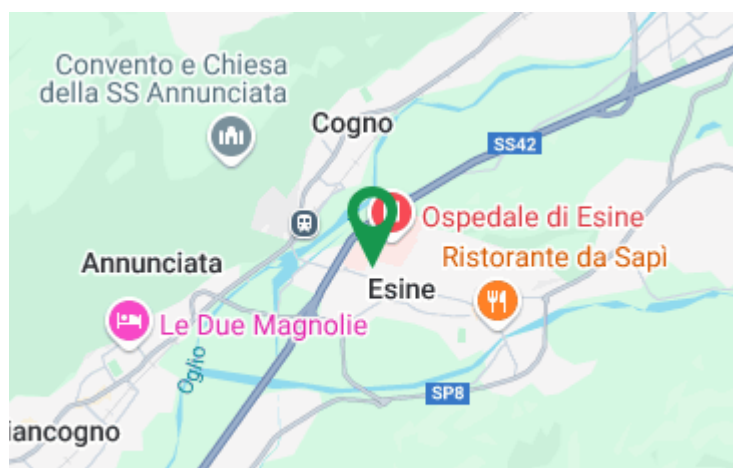 Convento e Chiesa
della SS Annunciata
Cogno
SS42
Ospedale di Esine
Ristorante da Sapì
Annunciata
Esine
Le Due Magnolie
Oglio
SP8
iancogno